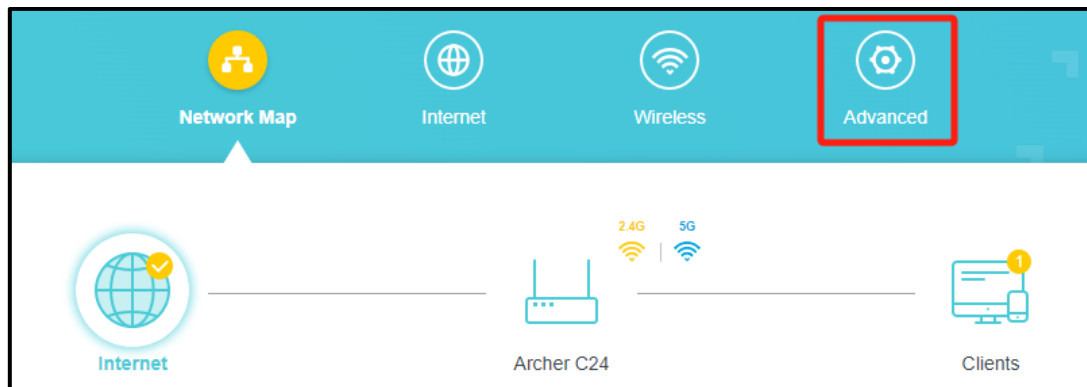 Network Map Internet Wireless Advanced
2.4G 5G
1
Internet Archer C24 Clients